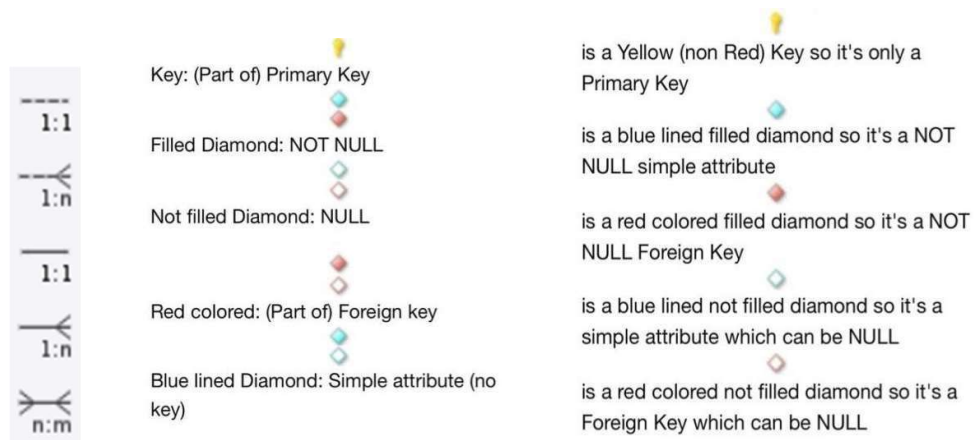 1:1
1:n
1:1
1:n
n:m
Key: (Part of) Primary Key
Filled Diamond: NOT NULL
Not filled Diamond: NULL
Red colored: (Part of) Foreign key
Blue lined Diamond: Simple attribute (no
key)
is a Yellow (non Red) Key so it's only a
Primary Key
is a blue lined filled diamond so it's a NOT
NULL simple attribute
is a red colored filled diamond so it's a NOT
NULL Foreign Key
is a blue lined not filled diamond so it's a
simple attribute which can be NULL
is a red colored not filled diamond so it's a
Foreign Key which can be NULL